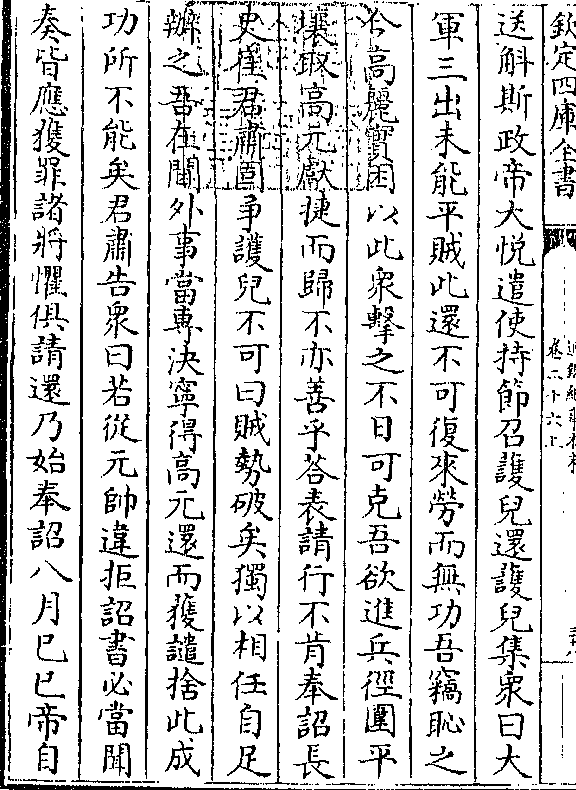 欽定四庫全書
卷二十六上
送斛斯政帝大悦遣使持節召護兒還護兒集衆曰大
軍三出未能平賊此還不可復來勞而無功吾竊恥之
今高麗實困以此衆擊之不日可克吾欲進兵徑圍平
壤取高元獻捷而歸不亦善乎荅表請行不肯奉詔長
史崔君肅固争護兒不可曰賊勢破矣獨以相任自足
辦之吾在閫外事當專決寧得高元還而獲譴捨此成
功所不能矣君肅告衆曰若從元帥違拒詔書必當聞
奏皆應獲罪諸將懼俱請還乃始奉詔八月己巳帝自